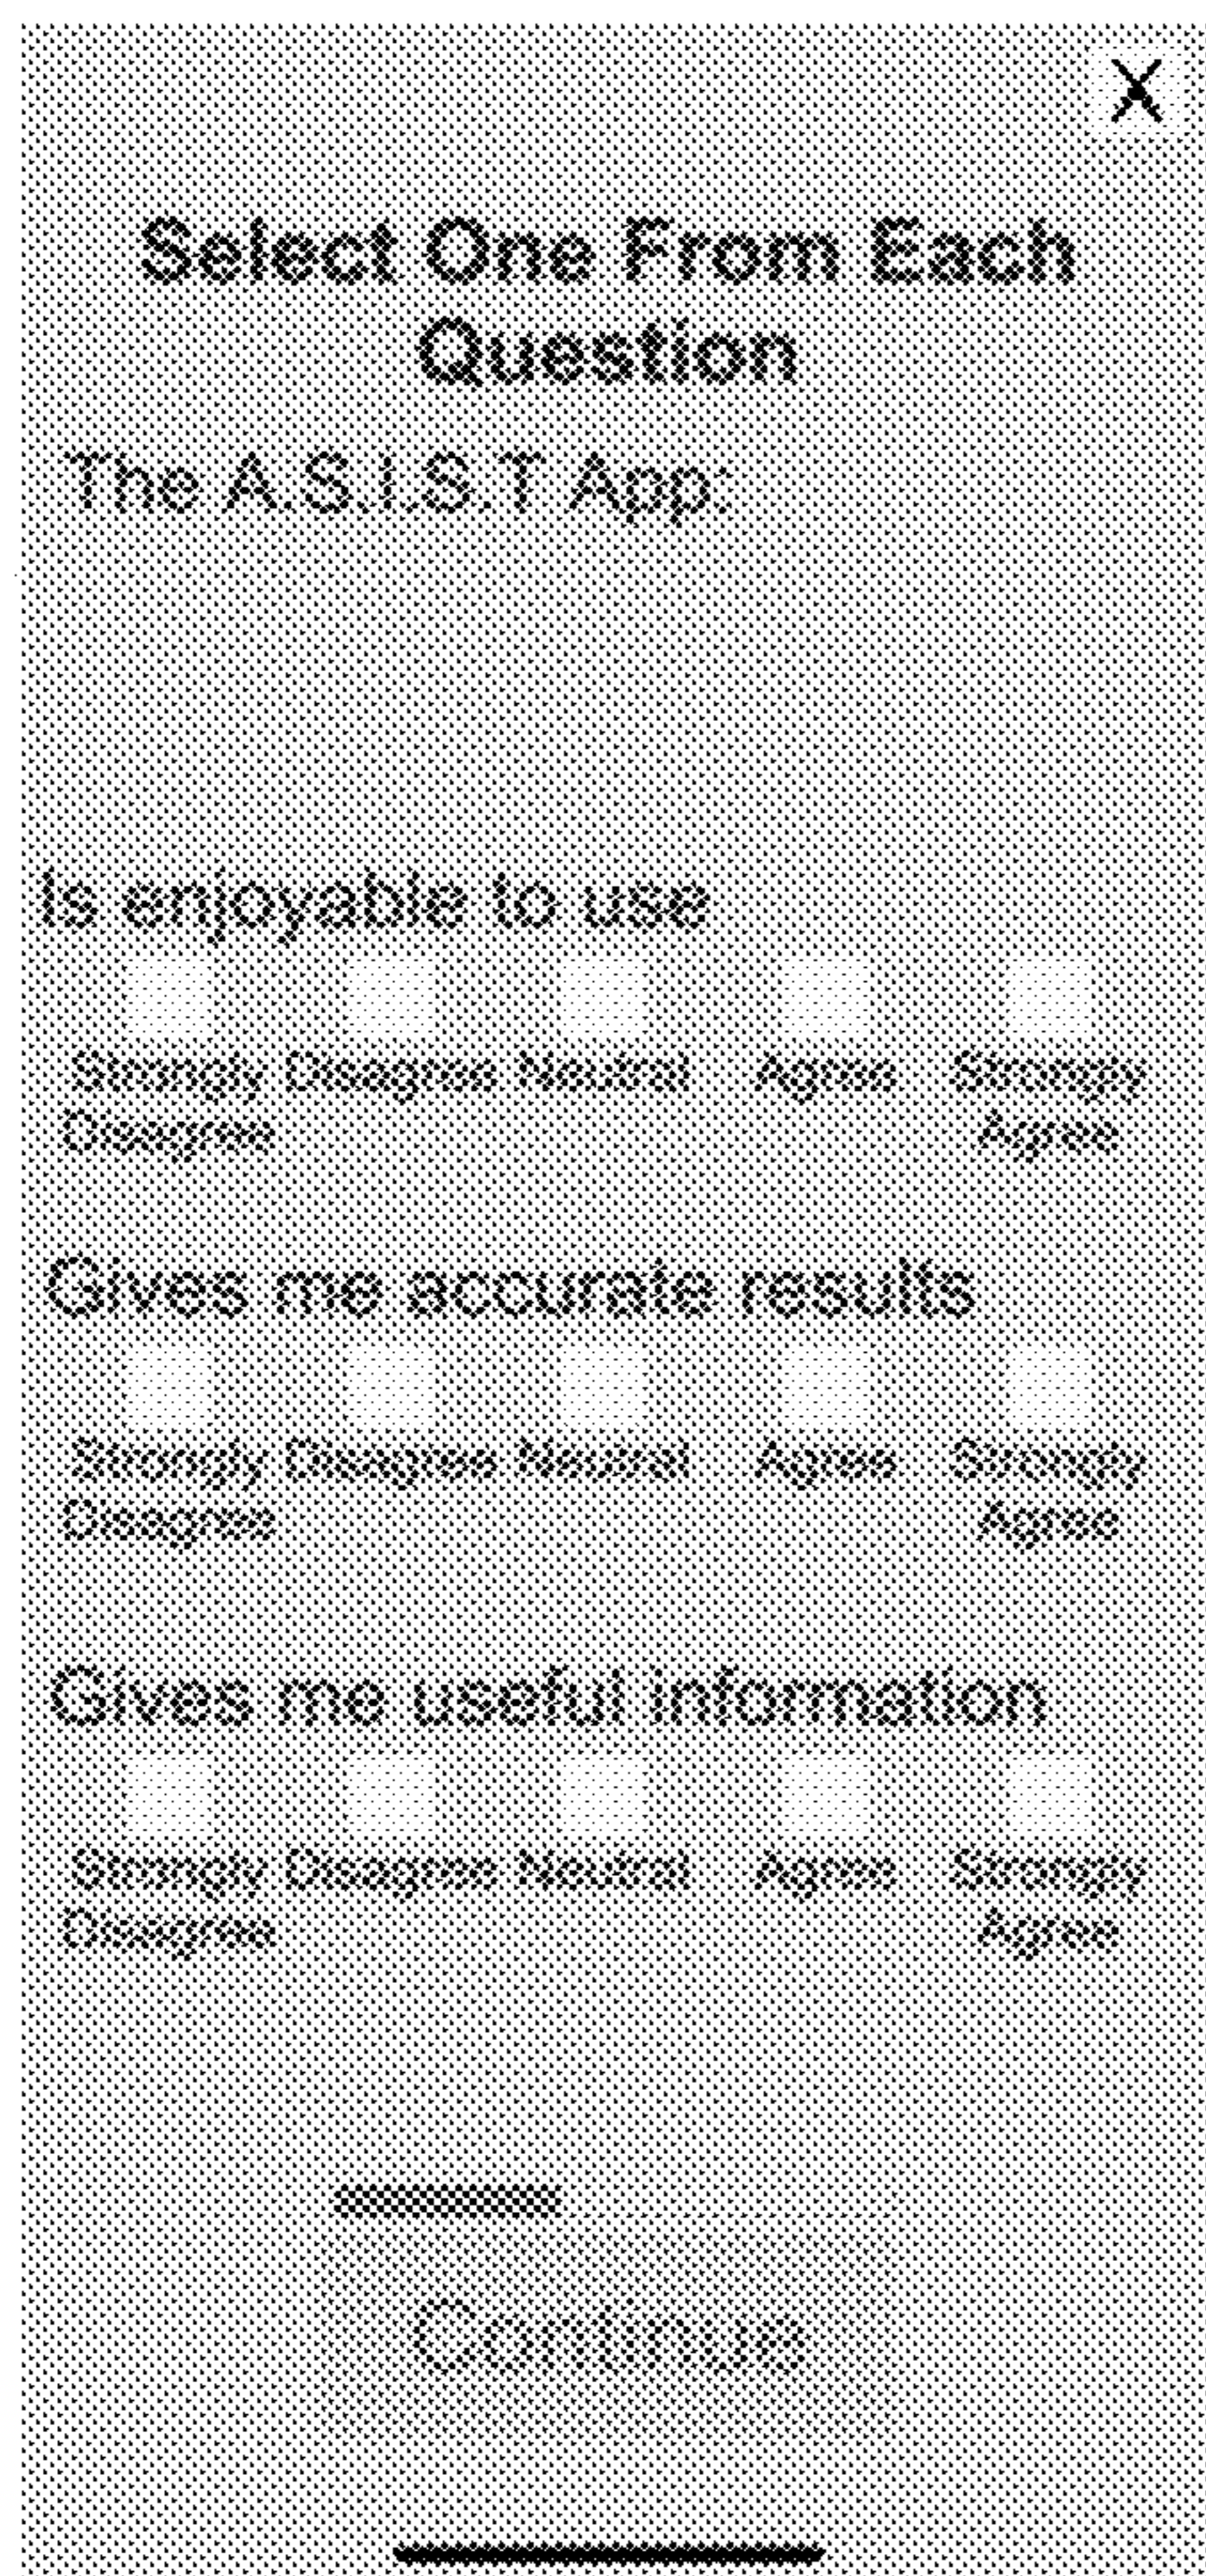 X
Select One From Each
Question
The A.S.I.S.T App:
Is enjoyable to use
Strongly Disagree Neutral Agree Strongly
Disagree Agree
Gives me accurate results
Strongly Disagree Neutral Agree Strongly
Disagree Agree
Gives me useful information
Strongly Disagree Neutral Agree Strongly
Disagree Agree
Continue